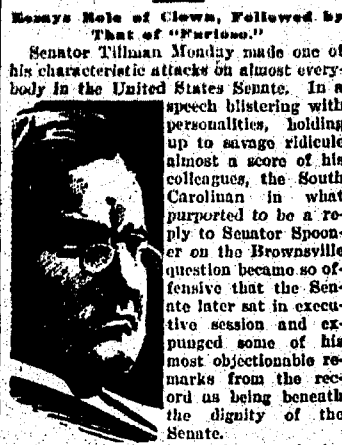 Essays Role of Clown, Followed by
That of "Furioso."
Senator Tillman Monday made one of
his characteristic attacks on almost every-
body in the United States Senate. In a
speech blistering with
personalities, holding
up to savage ridicule
almost a score of his
colleagues, the South
Carolinan in what
purported to be a re-
ply to Senator Spoon-
er on the Brownsville
question became so of-
fensive that the Sen-
ate later sat in execu-
tive session and ex-
punged some of his
most objectionable re-
marks from the rec-
ord as being beneath
the dignity of the
Senate.